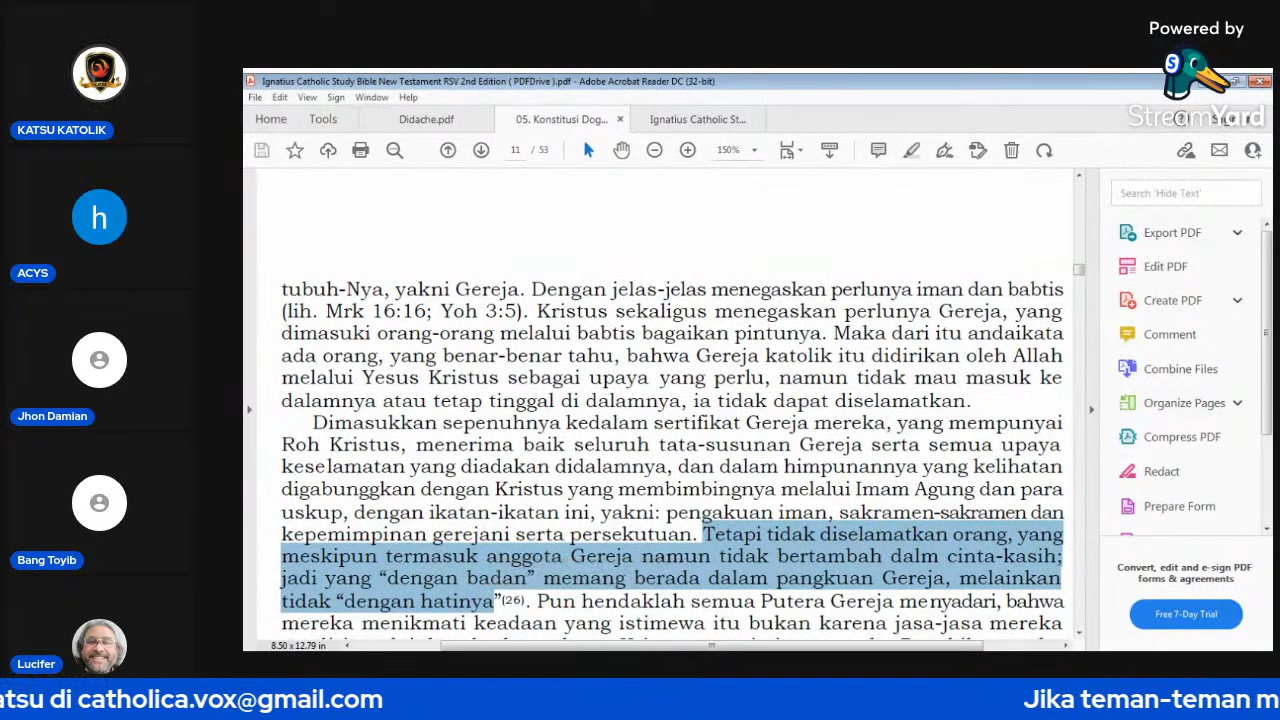 Powered by
StreamYard
KATSU KATOLIK
h
ACYS
Jhon Damian
Bang Toyib
Lucifer
Ignatius Catholic Study Bible New Testament RSV 2nd Edition ( PDFDrive ).pdf - Adobe Acrobat Reader DC (32-bit)
File Edit View Sign Window Help
Home Tools Didache.pdf 05. Konstitusi Dog... × Ignatius Catholic St...
11 / 53 150%
Search 'Hide Text'
Export PDF
Edit PDF
Create PDF
Comment
Combine Files
Organize Pages
Compress PDF
Redact
Prepare Form
Convert, edit and e-sign PDF
forms & agreements
Free 7-Day Trial
tubuh-Nya, yakni Gereja. Dengan jelas-jelas menegaskan perlunya iman dan babtis
(lih. Mrk 16:16; Yoh 3:5). Kristus sekaligus menegaskan perlunya Gereja, yang
dimasuki orang-orang melalui babtis bagaikan pintunya. Maka dari itu andaikata
ada orang, yang benar-benar tahu, bahwa Gereja katolik itu didirikan oleh Allah
melalui Yesus Kristus sebagai upaya yang perlu, namun tidak mau masuk ke
dalamnya atau tetap tinggal di dalamnya, ia tidak dapat diselamatkan.
Dimasukkan sepenuhnya kedalam sertifikat Gereja mereka, yang mempunyai
Roh Kristus, menerima baik seluruh tata-susunan Gereja serta semua upaya
keselamatan yang diadakan didalamnya, dan dalam himpunannya yang kelihatan
digabunggkan dengan Kristus yang membimbingnya melalui Imam Agung dan para
uskup, dengan ikatan-ikatan ini, yakni: pengakuan iman, sakramen-sakramen dan
kepemimpinan gerejani serta persekutuan. Tetapi tidak diselamatkan orang, yang
meskipun termasuk anggota Gereja namun tidak bertambah dalm cinta-kasih;
jadi yang “dengan badan” memang berada dalam pangkuan Gereja, melainkan
tidak “dengan hatinya”(26). Pun hendaklah semua Putera Gereja menyadari, bahwa
mereka menikmati keadaan yang istimewa itu bukan karena jasa-jasa mereka
8.50 x 12.79 in
atsu di catholica.vox@gmail.com Jika teman-teman m